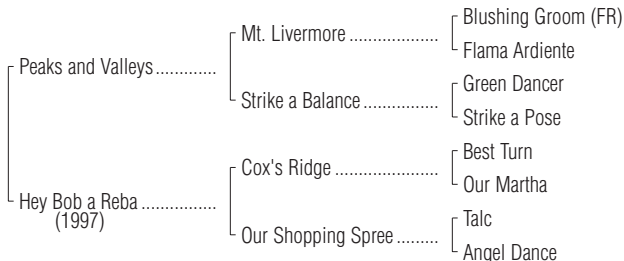 Blushing Groom (FR)
Mt. Livermore ...................
Flama Ardiente
Peaks and Valleys .............
Green Dancer
Strike a Balance ................
Strike a Pose
Best Turn
Cox's Ridge ......................
Our Martha
Hey Bob a Reba ................
(1997)
Talc
Our Shopping Spree .........
Angel Dance